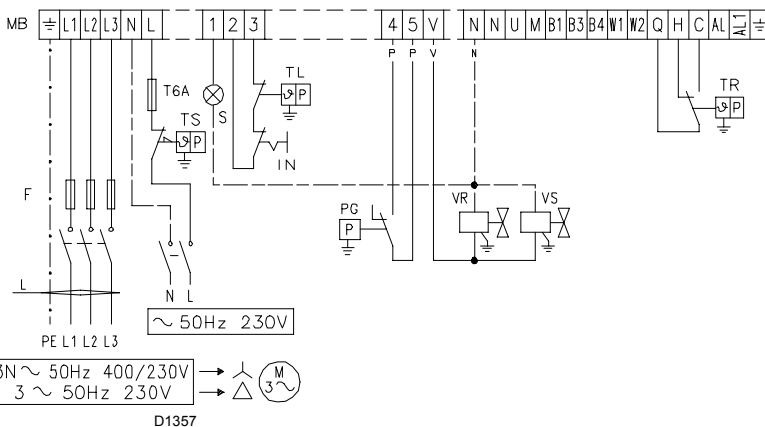 MB ⏚ L1 L2 L3 N L 1 2 3 4 5 V N N U M B1 B3 B4 W1 W2 Q H C AL AL1 ⏚
P P V N
T6A
S
TL
ϑ P
TR
ϑ P
TS
ϑ P
IN
F
PG
P
VR
VS
L
N L
∼ 50Hz 230V
PE L1 L2 L3
3N ∼ 50Hz 400/230V
3 ∼ 50Hz 230V
M
3∼
D1357